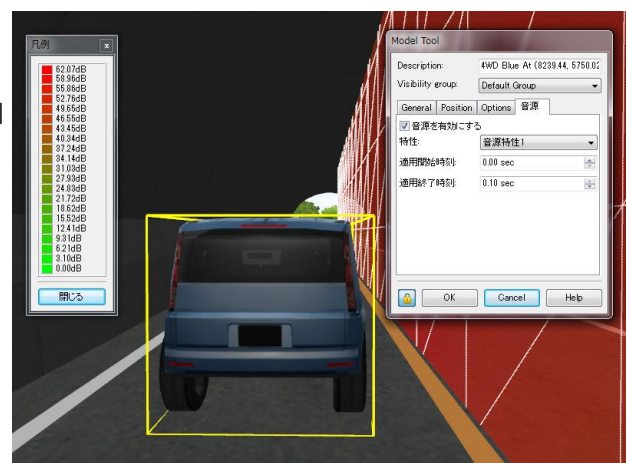 凡例
62.07dB
58.96dB
55.86dB
52.76dB
49.65dB
46.55dB
43.45dB
40.34dB
37.24dB
34.14dB
31.03dB
27.93dB
24.83dB
21.72dB
18.62dB
15.52dB
12.41dB
9.31dB
6.21dB
3.10dB
0.00dB
閉じる
Model Tool
Description: 4WD Blue At (8239.44, 5750.02
Visibility group: Default Group
General Position Options 音源
音源を有効にする
特性: 音源特性1
適用開始時刻: 0.00 sec
適用終了時刻: 0.10 sec
OK Cancel Help